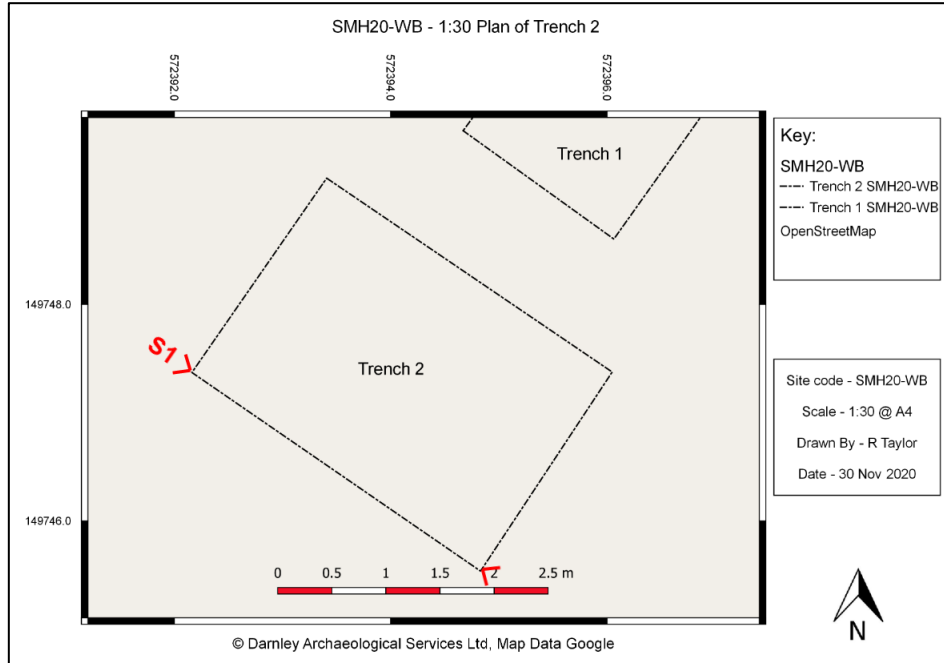 SMH20-WB - 1:30 Plan of Trench 2
572392.0
572394.0
572396.0
Trench 1
149748.0
S1
Trench 2
149746.0
0 0.5 1 1.5 2 2.5 m
© Darnley Archaeological Services Ltd, Map Data Google
Key:
SMH20-WB
Trench 2 SMH20-WB
Trench 1 SMH20-WB
OpenStreetMap
Site code - SMH20-WB
Scale - 1:30 @ A4
Drawn By - R Taylor
Date - 30 Nov 2020
N